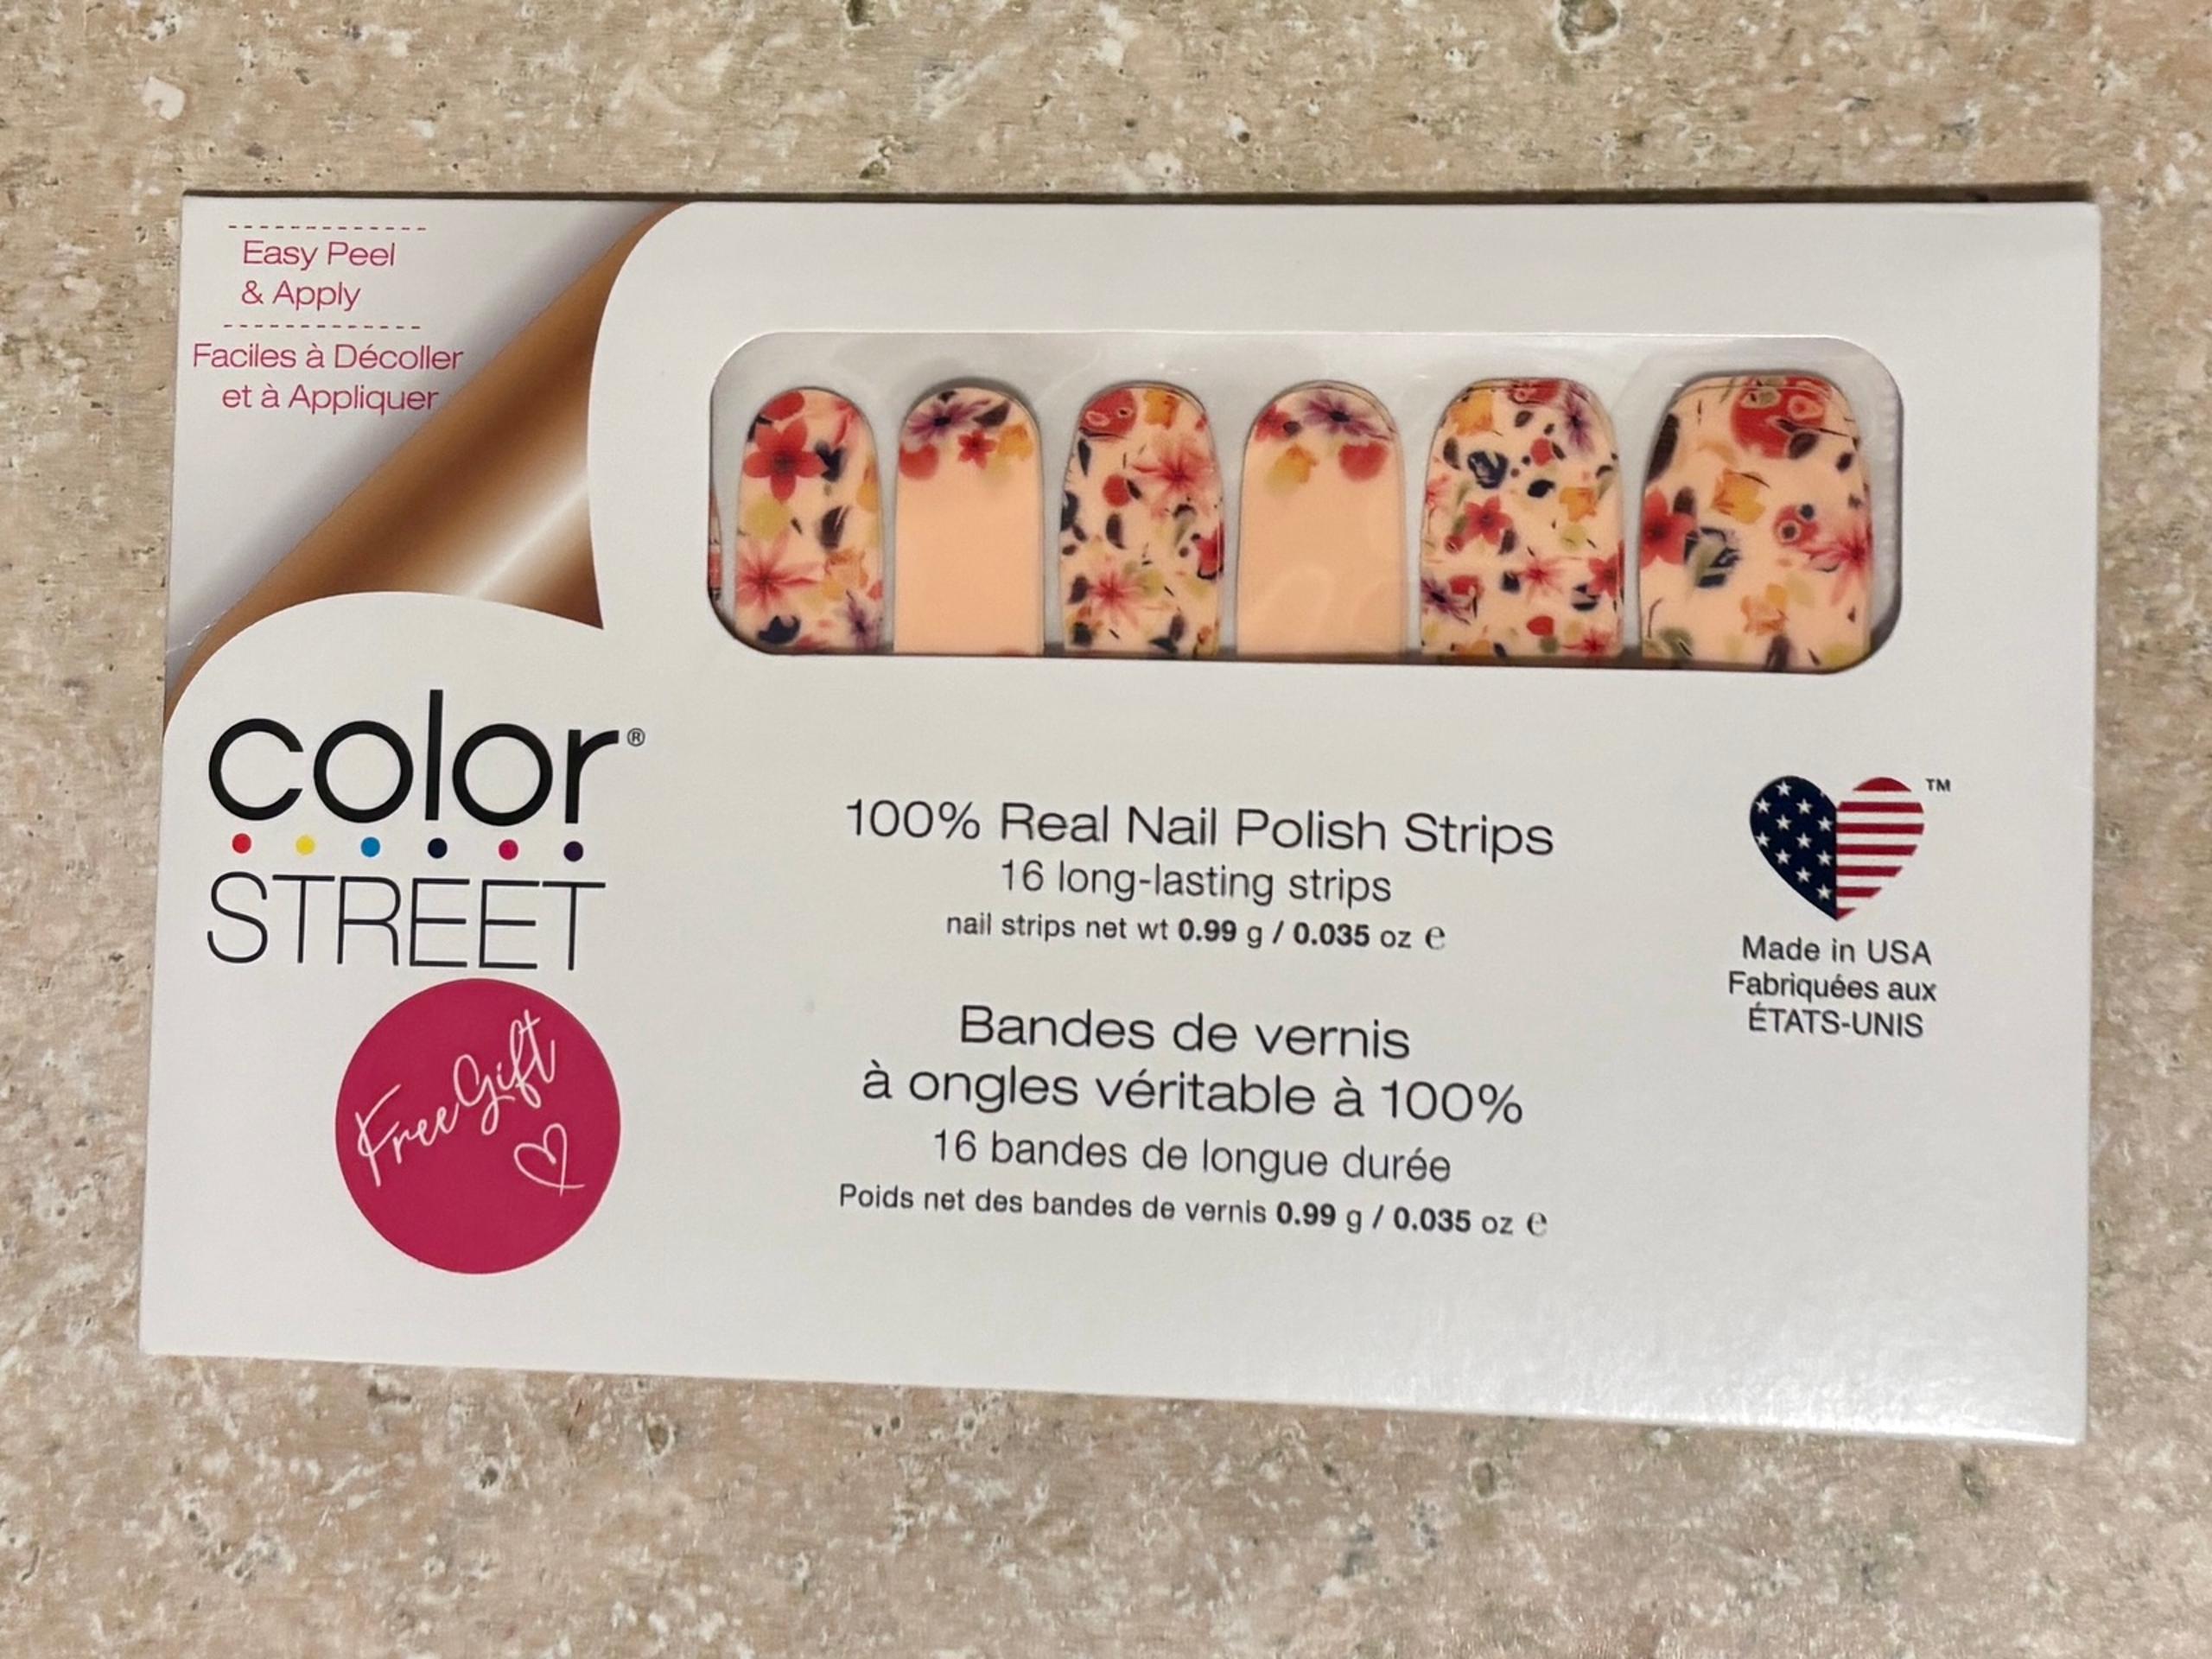 Easy Peel
& Apply
Faciles à Décoller
et à Appliquer
color®
STREET
Free Gift
100% Real Nail Polish Strips
16 long-lasting strips
nail strips net wt 0.99 g / 0.035 oz ℮
Bandes de vernis
à ongles véritable à 100%
16 bandes de longue durée
Poids net des bandes de vernis 0.99 g / 0.035 oz ℮
TM
Made in USA
Fabriquées aux
ÉTATS-UNIS